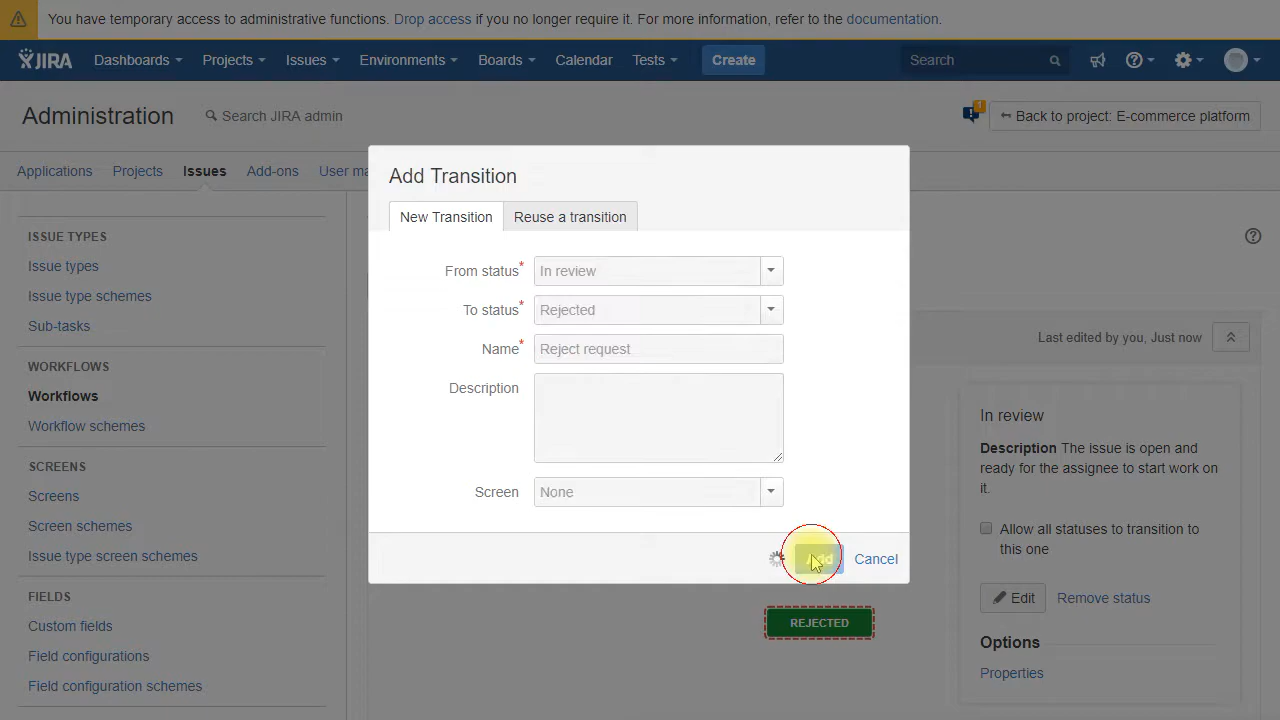 You have temporary access to administrative functions. Drop access if you no longer require it. For more information, refer to the documentation.
JIRA Dashboards Projects Issues Environments Boards Calendar Tests Create Search
Administration Search JIRA admin 1 Back to project: E-commerce platform
Applications Projects Issues Add-ons User ma
Add Transition
New Transition Reuse a transition
ISSUE TYPES
Issue types
Issue type schemes
Sub-tasks
WORKFLOWS
Workflows
Workflow schemes
SCREENS
Screens
Screen schemes
Issue type screen schemes
FIELDS
Custom fields
Field configurations
Field configuration schemes
From status* In review
To status* Rejected
Name* Reject request
Description
Screen None
Add Cancel
REJECTED
Last edited by you, Just now
In review
Description The issue is open and
ready for the assignee to start work on
it.
Allow all statuses to transition to
this one
Edit Remove status
Options
Properties